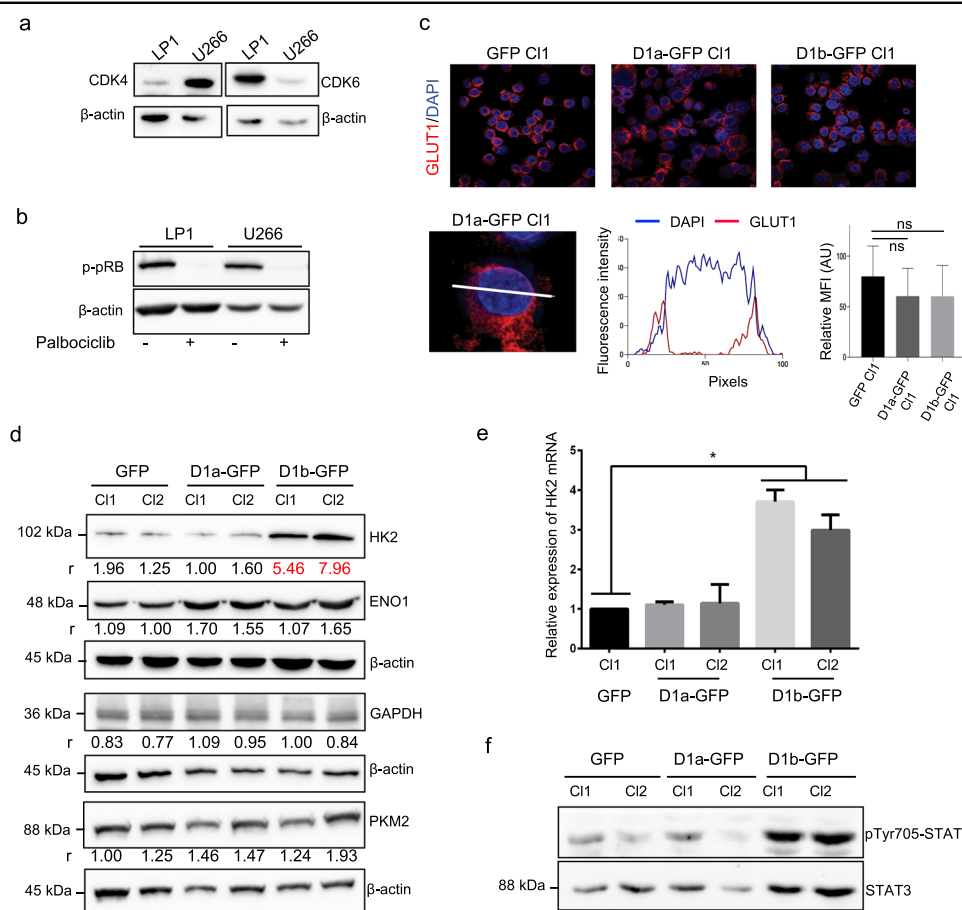 a
LP1 U266 LP1 U266
CDK4 CDK6
β-actin β-actin
b
LP1 U266
p-pRB
β-actin
Palbociclib - + - +
c
GFP Cl1 D1a-GFP Cl1 D1b-GFP Cl1
GLUT1/DAPI
D1a-GFP Cl1
DAPI GLUT1
Fluorescence intensity
0 50 100
Pixels
ns
ns
Relative MFI (AU)
100
50
0
GFP Cl1
D1a-GFP Cl1
D1b-GFP Cl1
d
GFP D1a-GFP D1b-GFP
Cl1 Cl2 Cl1 Cl2 Cl1 Cl2
102 kDa HK2
r 1.96 1.25 1.00 1.60 5.46 7.96
48 kDa ENO1
r 1.09 1.00 1.70 1.55 1.07 1.65
45 kDa β-actin
36 kDa GAPDH
r 0.83 0.77 1.09 0.95 1.00 0.84
45 kDa β-actin
88 kDa PKM2
r 1.00 1.25 1.46 1.47 1.24 1.93
45 kDa β-actin
e
Relative expression of HK2 mRNA
*
5
4
3
2
1
0
Cl1 Cl1 Cl2 Cl1 Cl2
GFP D1a-GFP D1b-GFP
f
GFP D1a-GFP D1b-GFP
Cl1 Cl2 Cl1 Cl2 Cl1 Cl2
pTyr705-STAT
88 kDa STAT3